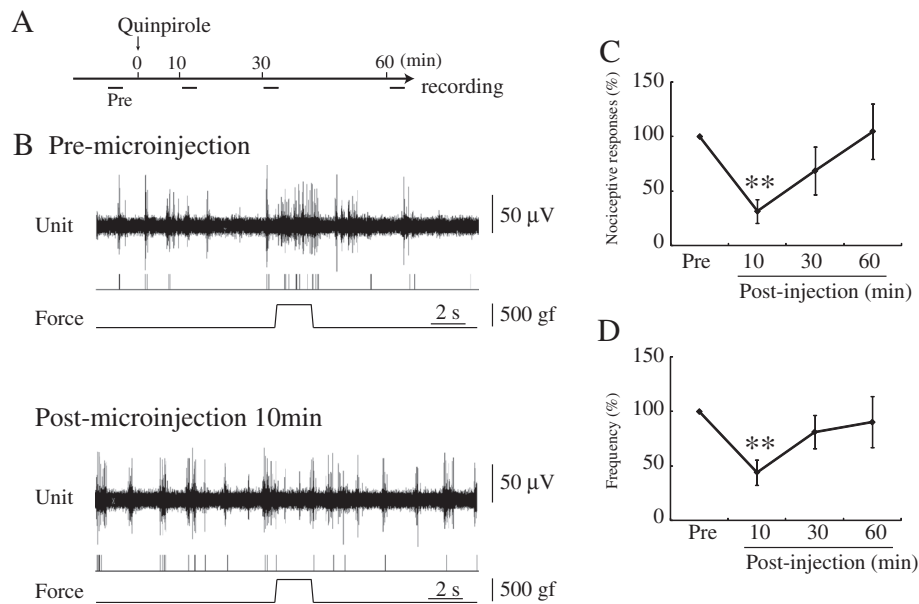 A
Quinpirole
0 10 30 60 (min)
Pre
recording
B Pre-microinjection
Unit
50 μV
Force
2 s
500 gf
Post-microinjection 10min
Unit
50 μV
Force
2 s
500 gf
C
Nociceptive responses (%)
150
100
50
0
**
Pre 10 30 60
Post-injection (min)
D
Frequency (%)
150
100
50
0
**
Pre 10 30 60
Post-injection (min)